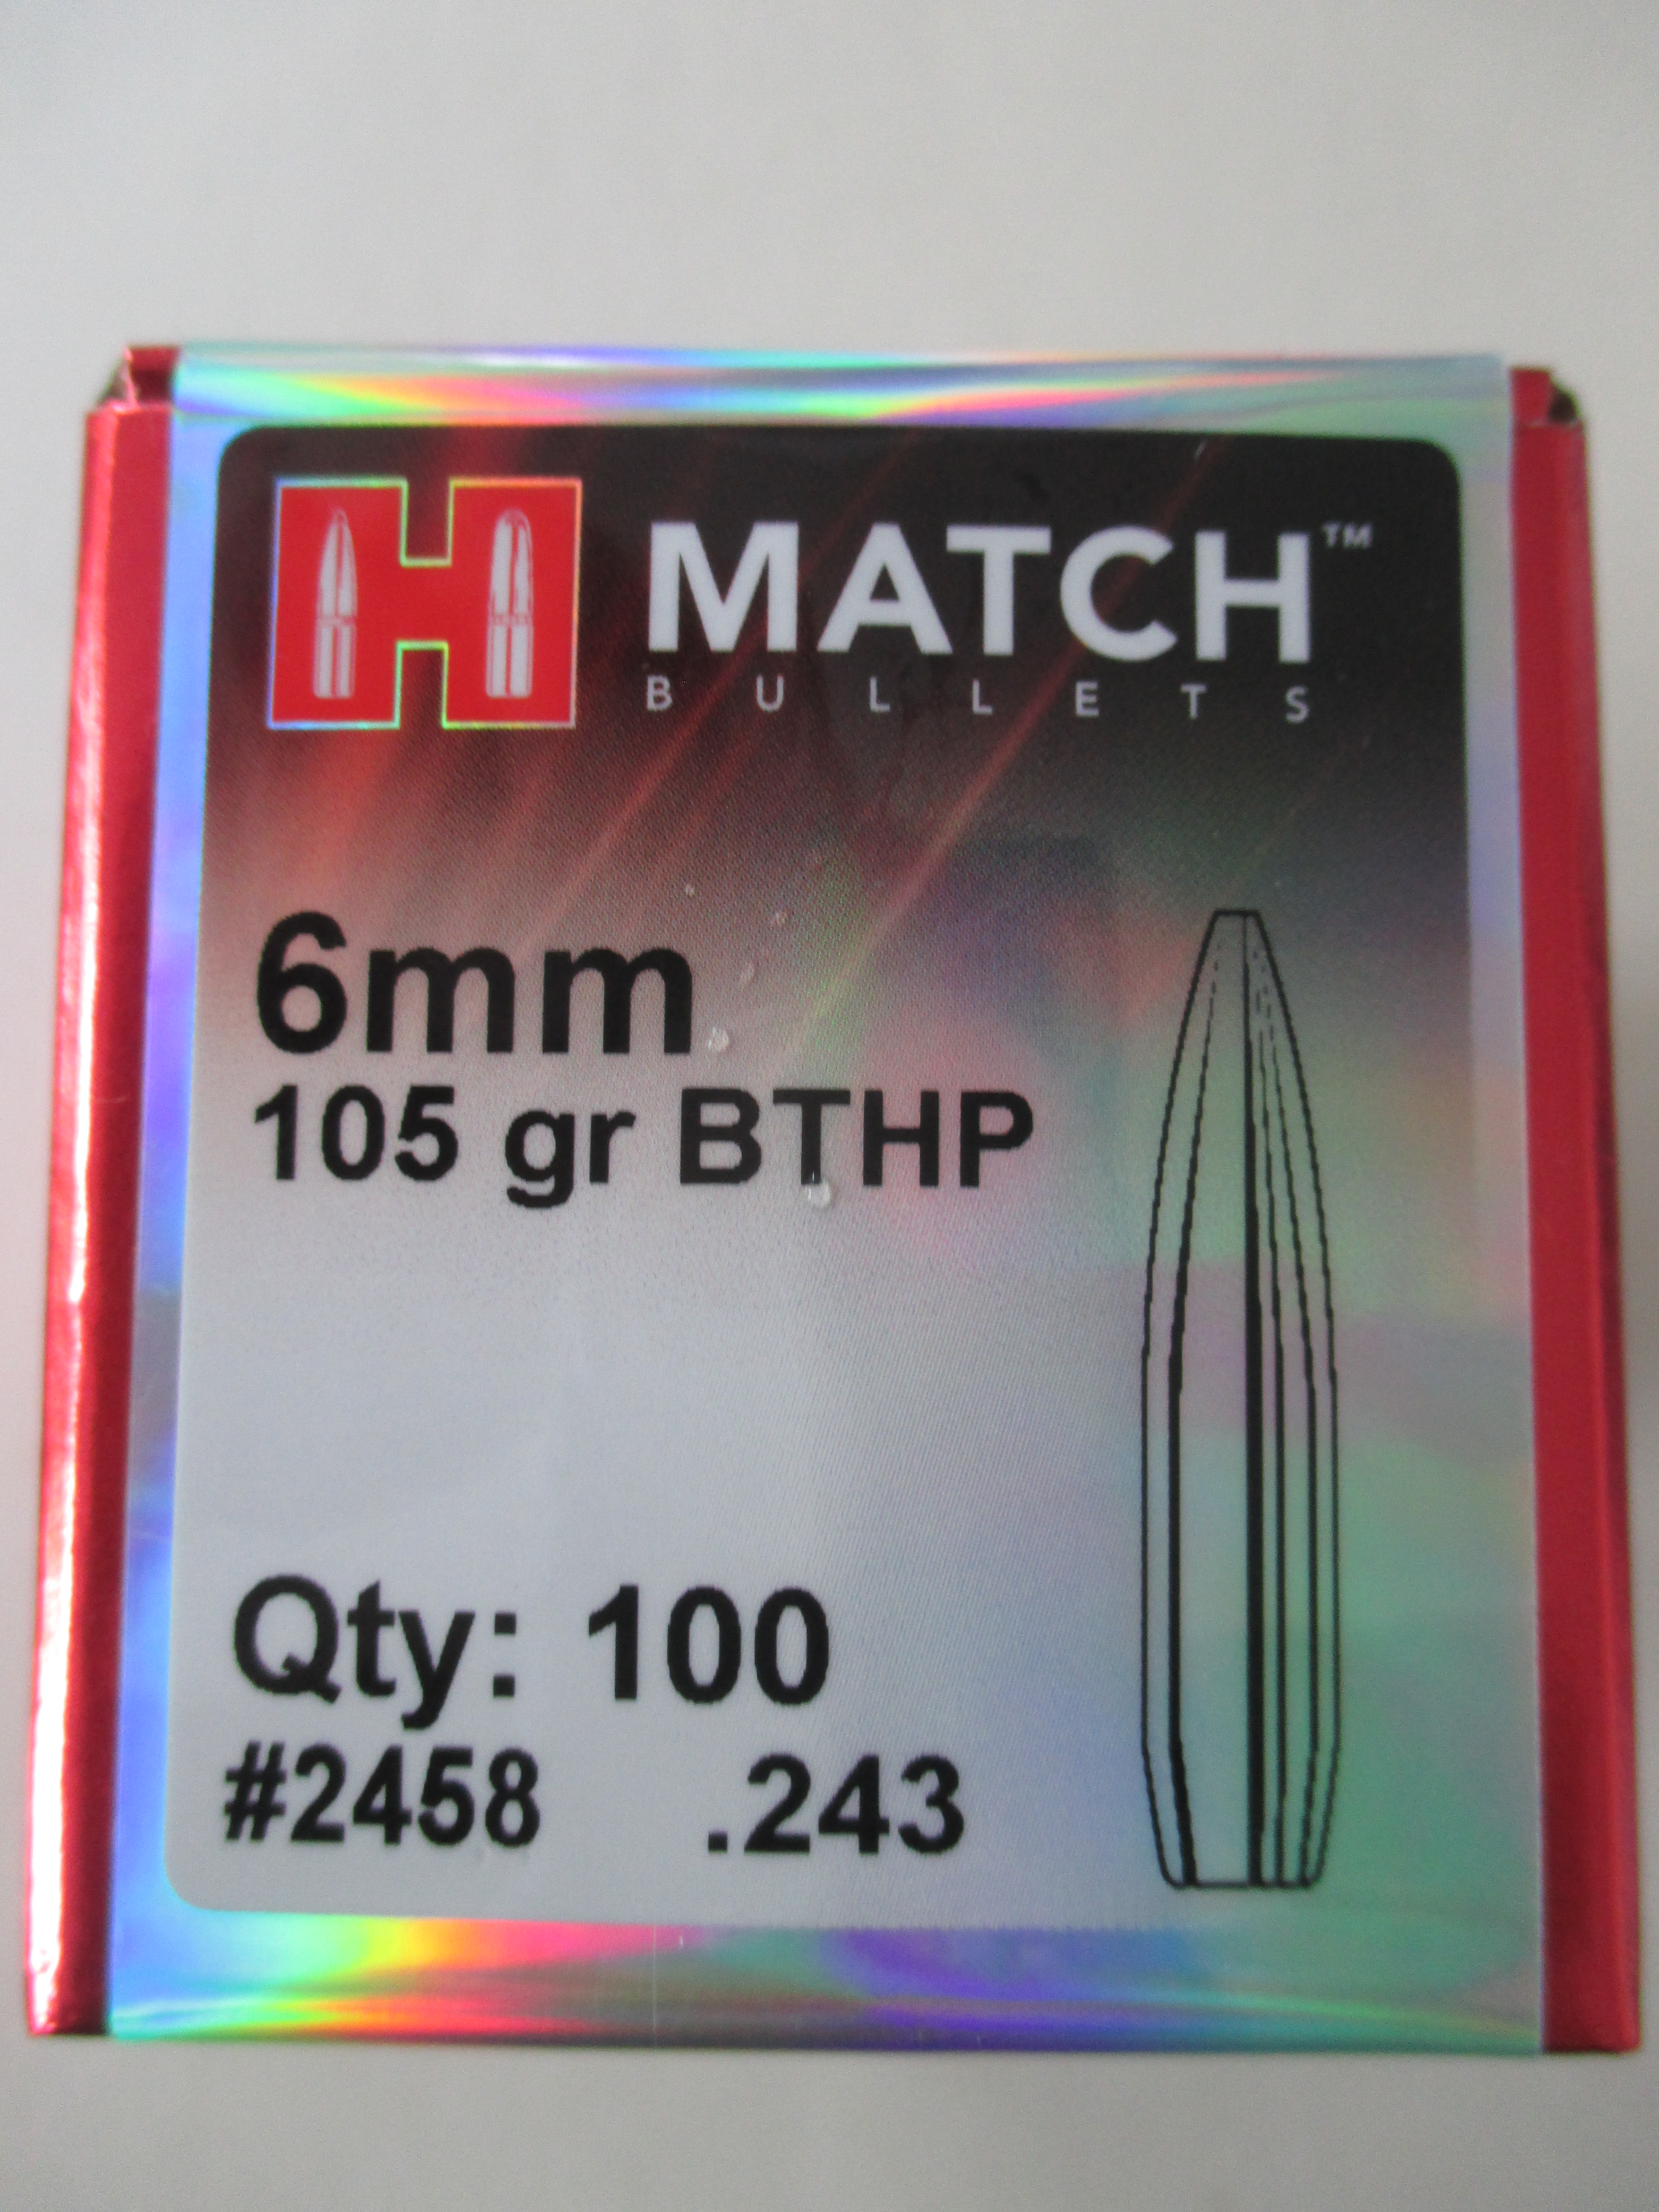 H MATCH™
BULLETS
6mm
105 gr BTHP
Qty: 100
#2458 .243